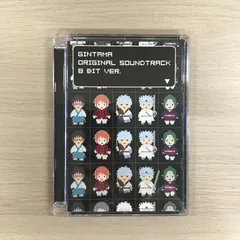 GINTAMA
ORIGINAL SOUNDTRACK
8 BIT VER.